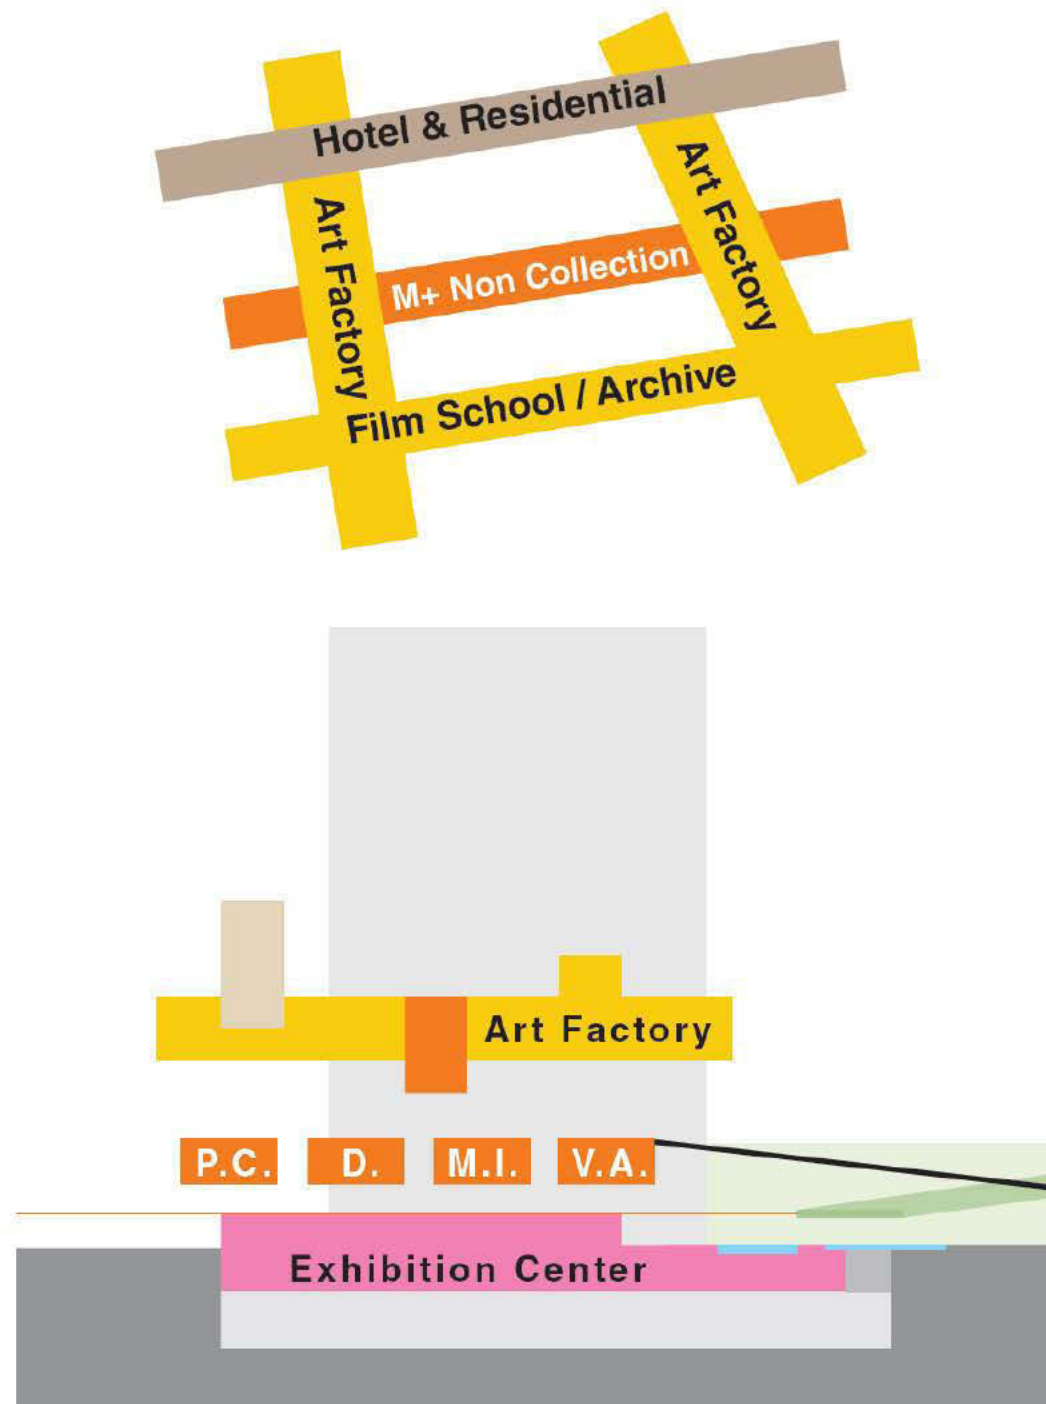 Hotel & Residential
Art Factory
Art Factory
M+ Non Collection
Film School / Archive
Art Factory
P.C.
D.
M.I.
V.A.
Exhibition Center